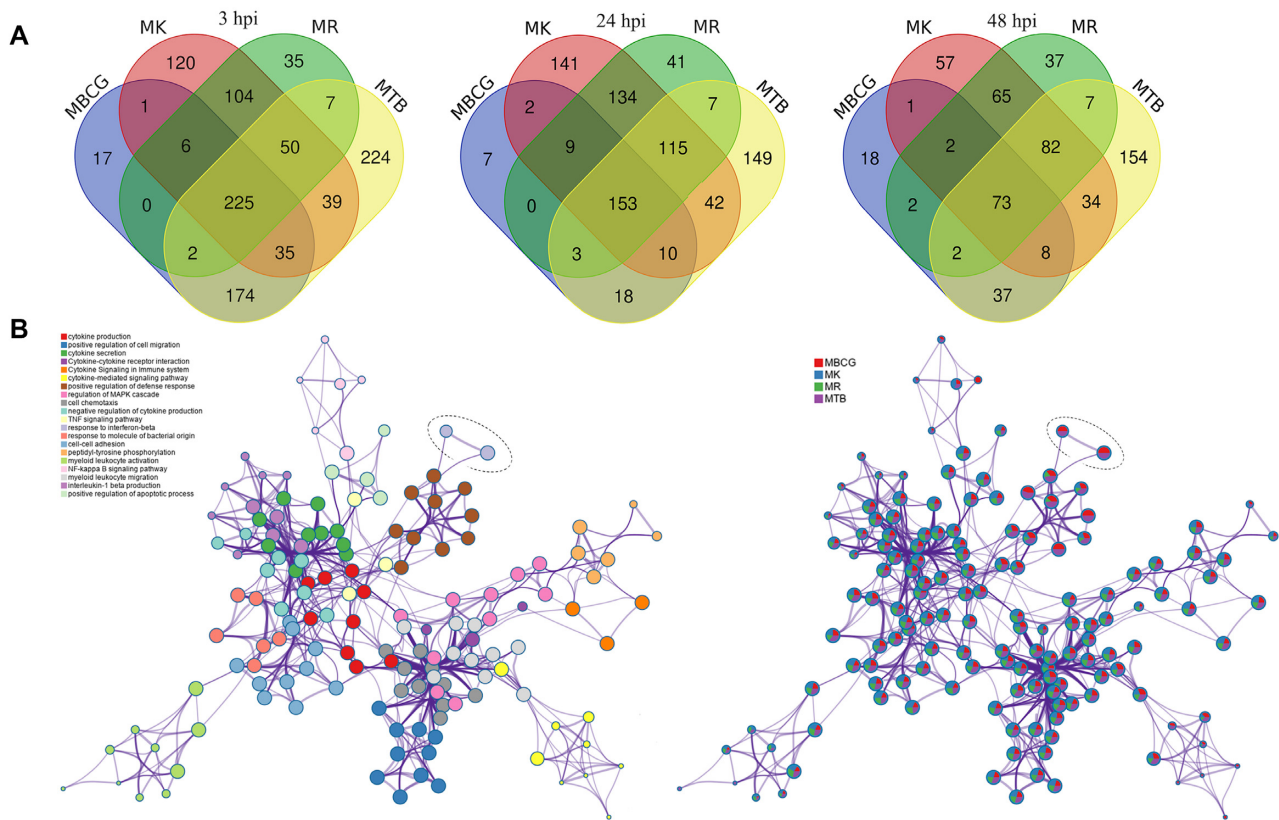 A
3 hpi
MK
MR
MBCG
MTB
120
35
1
104
7
17
6
50
224
0
225
39
2
35
174
24 hpi
MK
MR
MBCG
MTB
141
41
2
134
7
7
9
115
149
0
153
42
3
10
18
48 hpi
MK
MR
MBCG
MTB
57
37
1
65
7
18
2
82
154
2
73
34
2
8
37
B
cytokine production
positive regulation of cell migration
cytokine secretion
Cytokine-cytokine receptor interaction
Cytokine Signaling in Immune system
cytokine-mediated signaling pathway
positive regulation of defense response
regulation of MAPK cascade
cell chemotaxis
negative regulation of cytokine production
TNF signaling pathway
response to interferon-beta
response to molecule of bacterial origin
cell-cell adhesion
peptidyl-tyrosine phosphorylation
myeloid leukocyte activation
NF-kappa B signaling pathway
myeloid leukocyte migration
interleukin-1 beta production
positive regulation of apoptotic process
MBCG
MK
MR
MTB